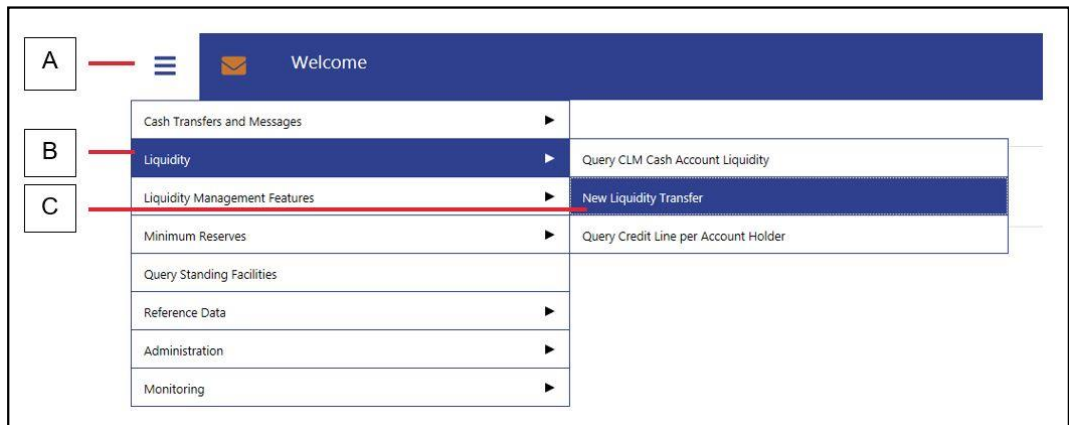 A
Welcome
Cash Transfers and Messages
B
Liquidity
Query CLM Cash Account Liquidity
C
Liquidity Management Features
New Liquidity Transfer
Minimum Reserves
Query Credit Line per Account Holder
Query Standing Facilities
Reference Data
Administration
Monitoring